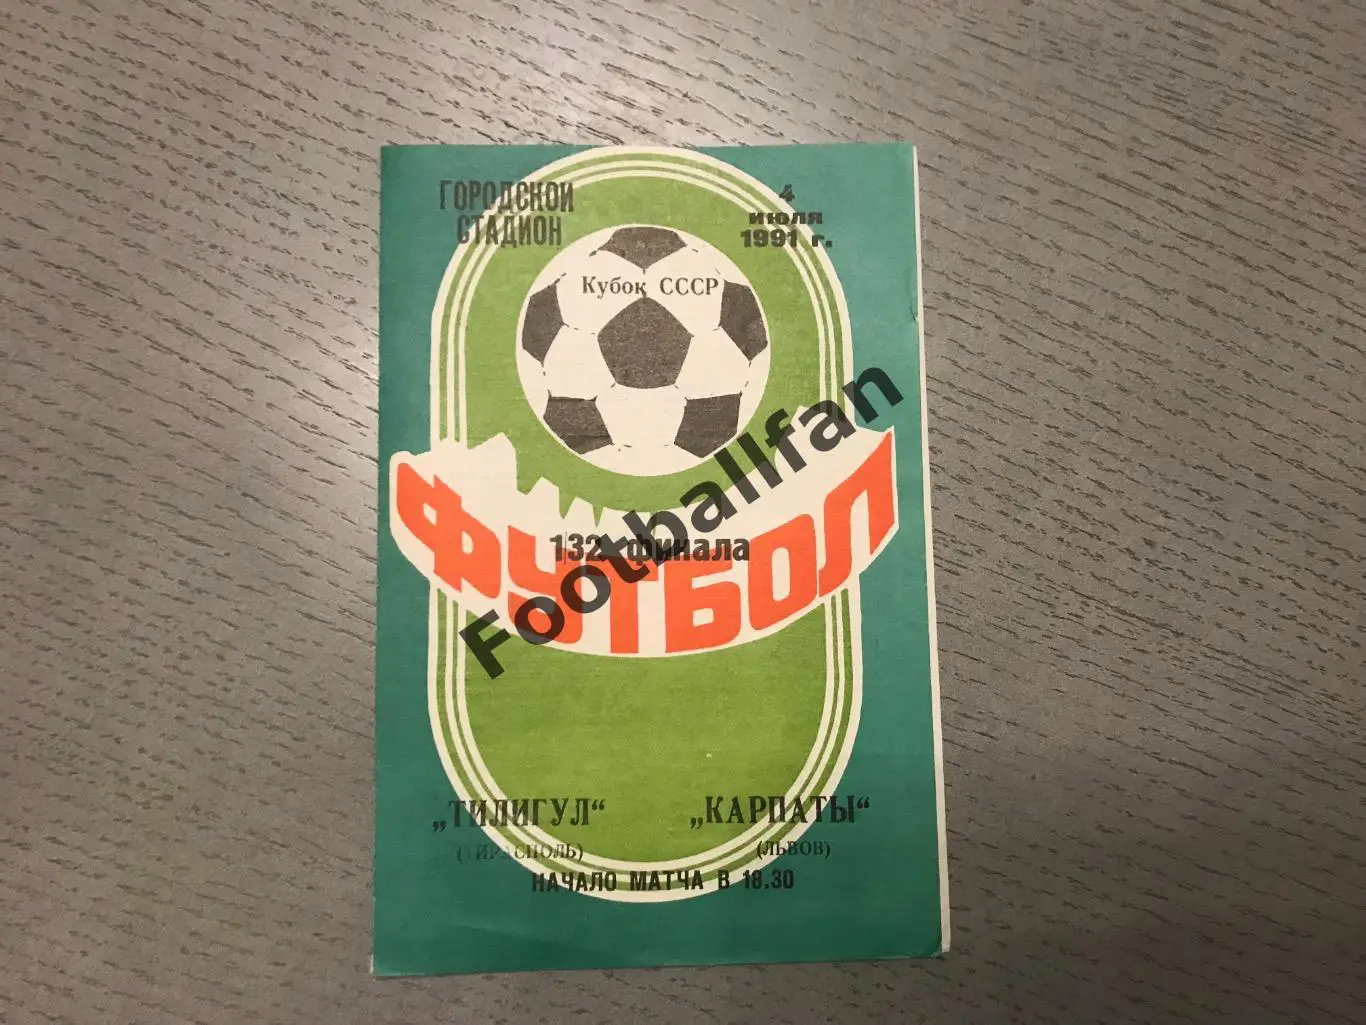 ГОРОДСКОЙ
СТАДИОН
4
июля
1991 г.
Кубок СССР
ФУТБОЛ
1/32 финала
Footballfan
„ТИЛИГУЛ“
(ТИРАСПОЛЬ)
„КАРПАТЫ“
(ЛЬВОВ)
НАЧАЛО МАТЧА В 18.30